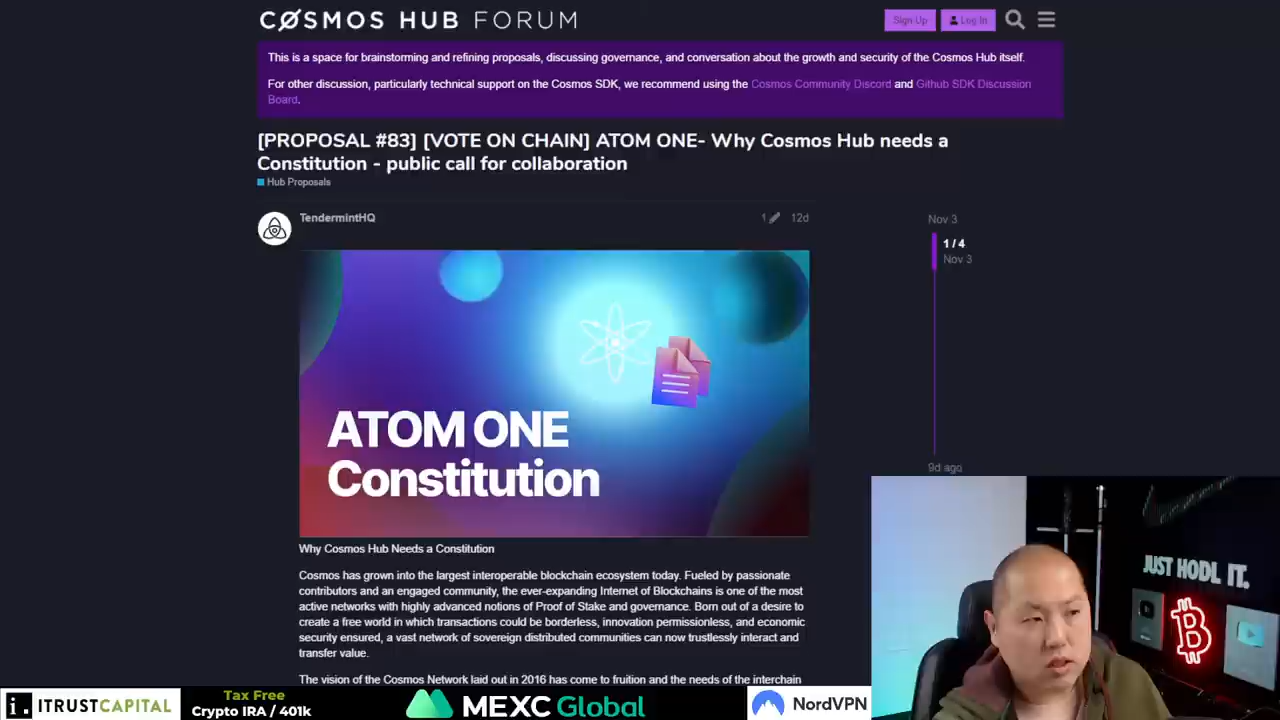 COSMOS HUB FORUM
Sign Up
Log In
This is a space for brainstorming and refining proposals, discussing governance, and conversation about the growth and security of the Cosmos Hub itself.
For other discussion, particularly technical support on the Cosmos SDK, we recommend using the Cosmos Community Discord and Github SDK Discussion
Board.
[PROPOSAL #83] [VOTE ON CHAIN] ATOM ONE- Why Cosmos Hub needs a
Constitution - public call for collaboration
Hub Proposals
TendermintHQ
1
12d
Nov 3
1 / 4
Nov 3
9d ago
ATOM ONE
Constitution
Why Cosmos Hub Needs a Constitution
Cosmos has grown into the largest interoperable blockchain ecosystem today. Fueled by passionate
contributors and an engaged community, the ever-expanding Internet of Blockchains is one of the most
active networks with highly advanced notions of Proof of Stake and governance. Born out of a desire to
create a free world in which transactions could be borderless, innovation permissionless, and economic
security ensured, a vast network of sovereign distributed communities can now trustlessly interact and
transfer value.
The vision of the Cosmos Network laid out in 2016 has come to fruition and the needs of the interchain
JUST HODL IT.
i. ITRUSTCAPITAL
Tax Free
Crypto IRA / 401k
MEXC Global
NordVPN